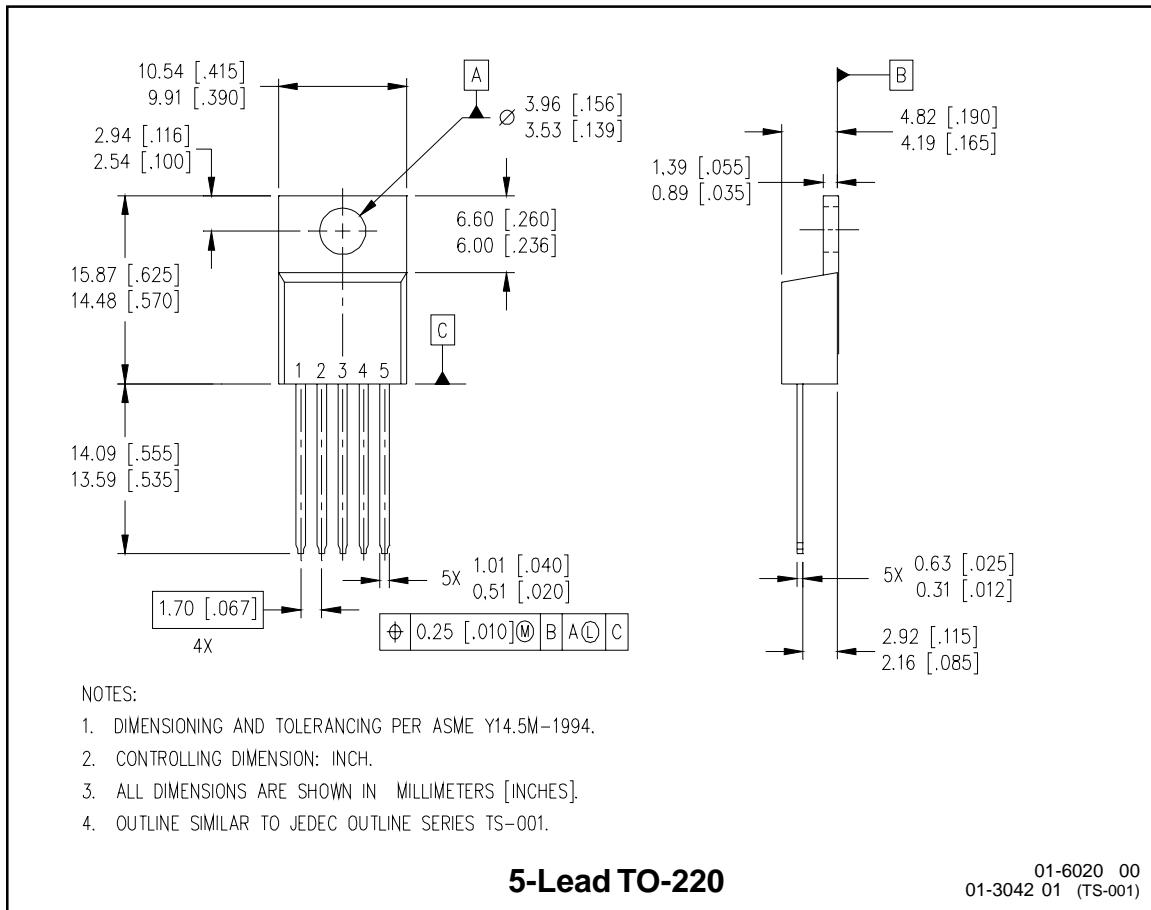 10.54 [.415]
9.91 [.390]
A
⌀ 3.96 [.156]
3.53 [.139]
B
4.82 [.190]
4.19 [.165]
2.94 [.116]
2.54 [.100]
1.39 [.055]
0.89 [.035]
6.60 [.260]
6.00 [.236]
15.87 [.625]
14.48 [.570]
C
1 2 3 4 5
14.09 [.555]
13.59 [.535]
5X 1.01 [.040]
0.51 [.020]
5X 0.63 [.025]
0.31 [.012]
1.70 [.067]
4X
⌖ 0.25 [.010] Ⓜ B A Ⓛ C
2.92 [.115]
2.16 [.085]
NOTES:
1. DIMENSIONING AND TOLERANCING PER ASME Y14.5M-1994.
2. CONTROLLING DIMENSION: INCH.
3. ALL DIMENSIONS ARE SHOWN IN MILLIMETERS [INCHES].
4. OUTLINE SIMILAR TO JEDEC OUTLINE SERIES TS-001.
5-Lead TO-220
01-6020 00
01-3042 01 (TS-001)